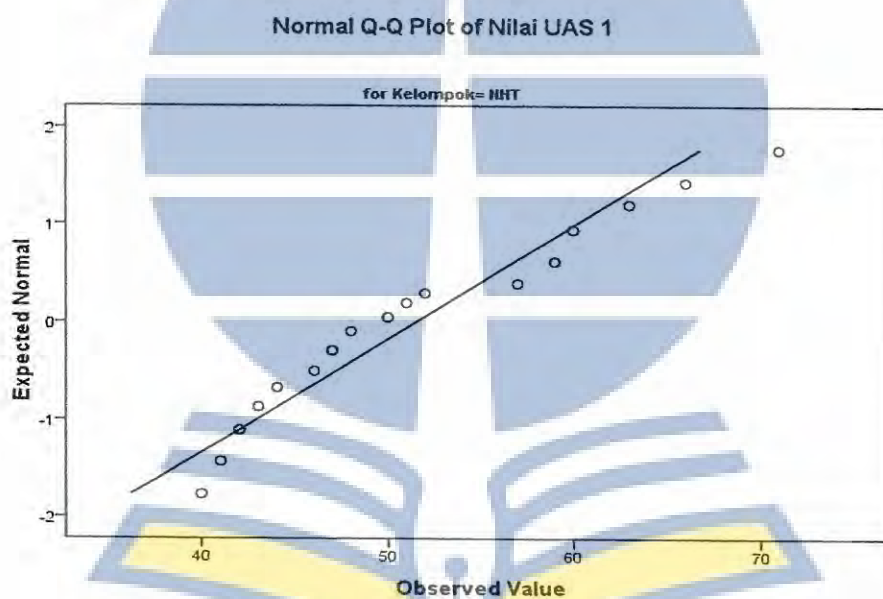 Normal Q-Q Plot of Nilai UAS 1
for Kelompok= NHT
2
1
0
-1
-2
Expected Normal
40
50
60
70
Observed Value